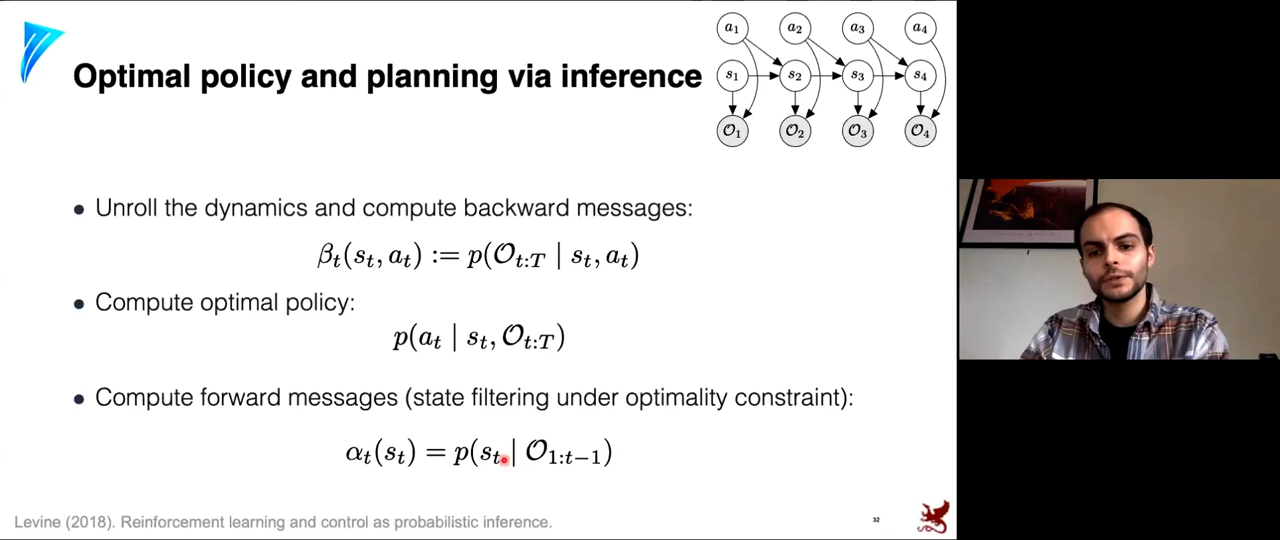 a₁ a₂ a₃ a₄
Optimal policy and planning via inference
s₁ s₂ s₃ s₄
𝒪₁ 𝒪₂ 𝒪₃ 𝒪₄
• Unroll the dynamics and compute backward messages:
βₜ(sₜ, aₜ) := p(𝒪ₜ:T | sₜ, aₜ)
• Compute optimal policy:
p(aₜ | sₜ, 𝒪ₜ:T)
• Compute forward messages (state filtering under optimality constraint):
αₜ(sₜ) = p(sₜ | 𝒪₁:ₜ₋₁)
Levine (2018). Reinforcement learning and control as probabilistic inference.
32